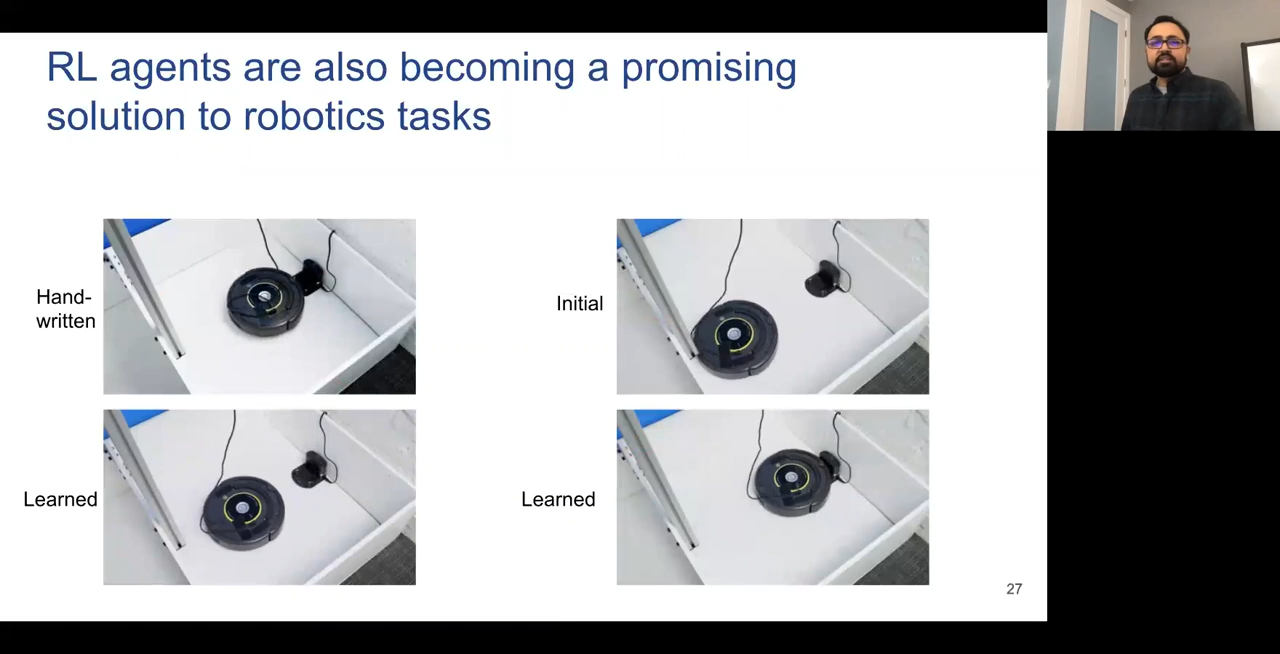 RL agents are also becoming a promising
solution to robotics tasks
Hand-
written
Initial
Learned
Learned
27